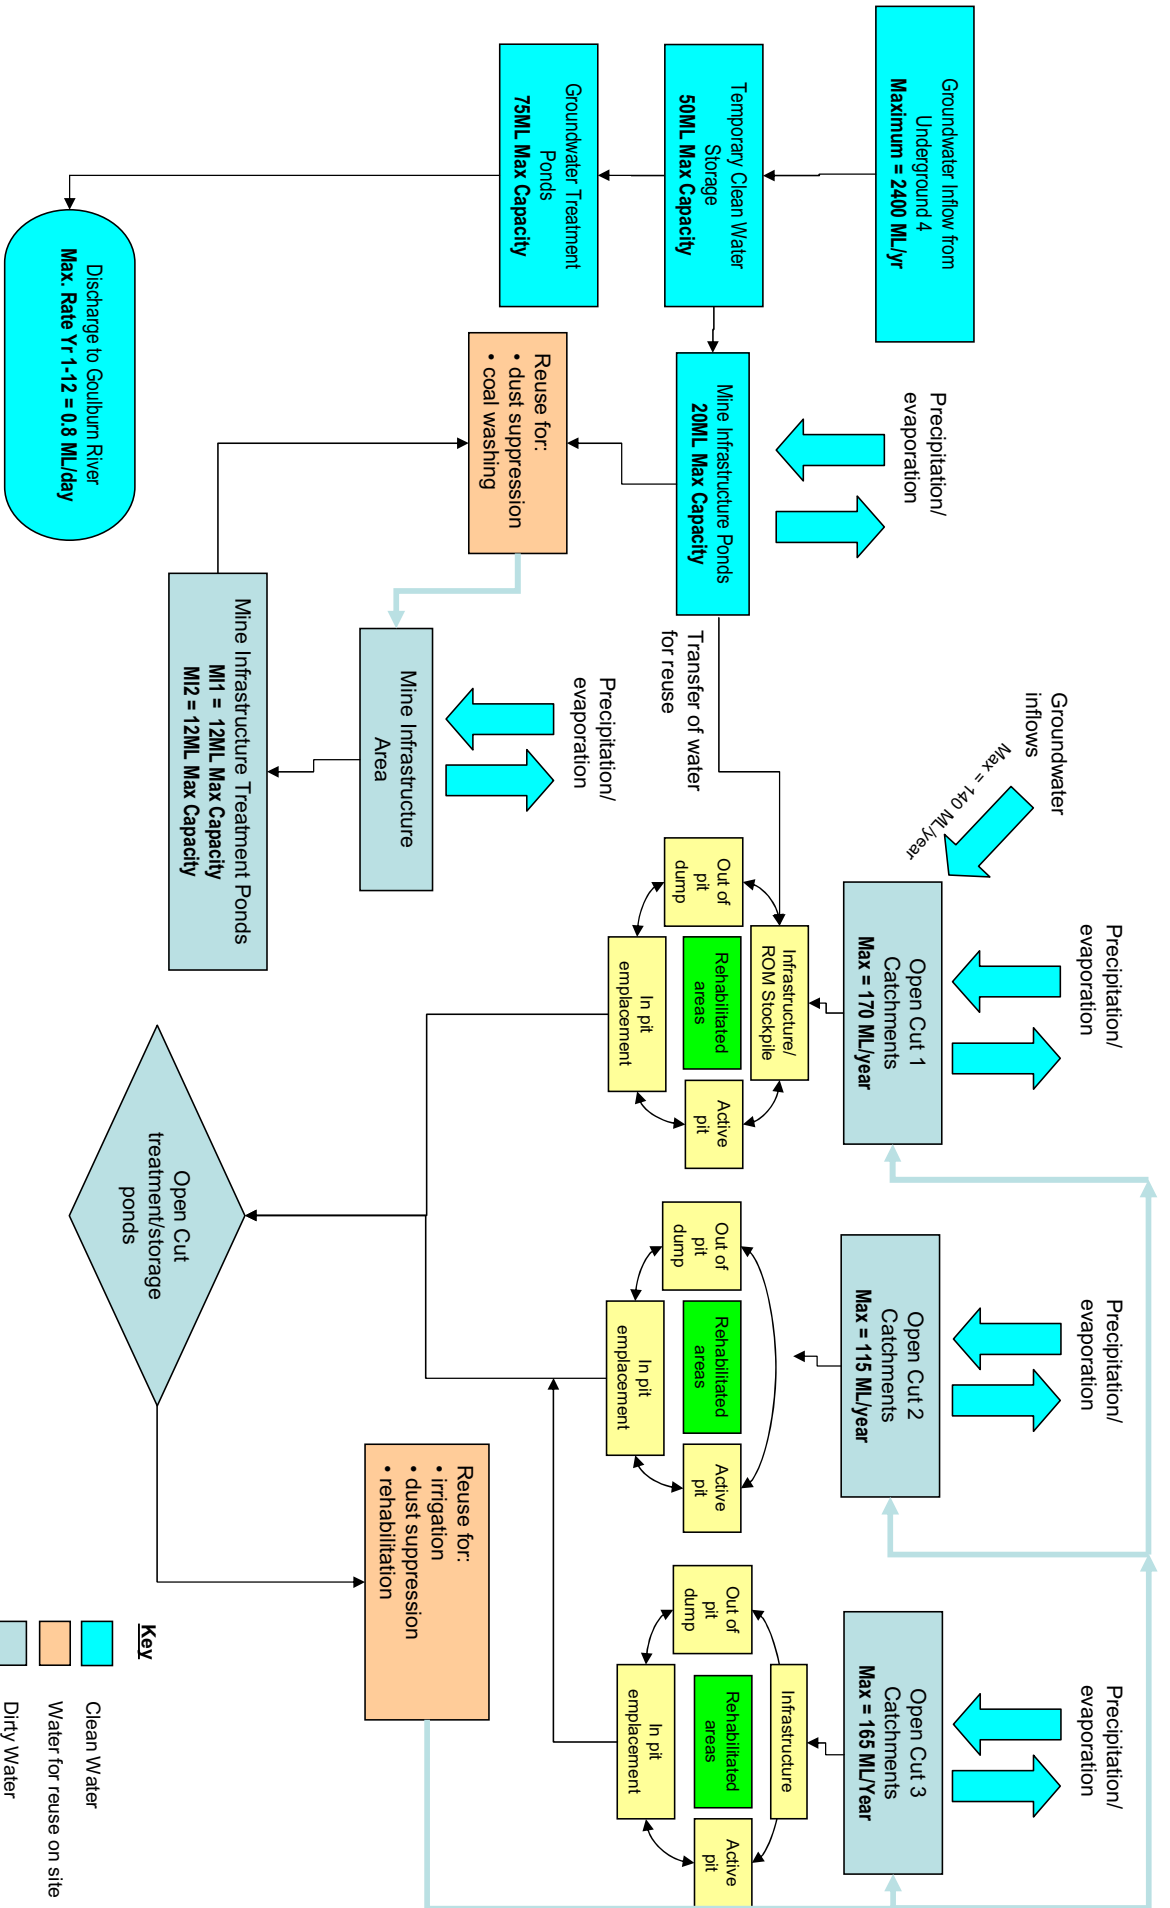 Groundwater Inflow from
Underground 4
Maximum = 2400 ML/yr
Temporary Clean Water
Storage
50ML Max Capacity
Groundwater Treatment
Ponds
75ML Max Capacity
Discharge to Goulburn River
Max. Rate Yr 1-12 = 0.8 ML/day
Precipitation/
evaporation
Mine Infrastructure Ponds
20ML Max Capacity
Reuse for:
• dust suppression
• coal washing
Transfer of water
for reuse
Precipitation/
evaporation
Mine Infrastructure
Area
Mine Infrastructure Treatment Ponds
MI1 = 12ML Max Capacity
MI2 = 12ML Max Capacity
Groundwater
inflows
Max = 140 ML/year
Precipitation/
evaporation
Open Cut 1
Catchments
Max = 170 ML/year
Infrastructure/
ROM Stockpile
Out of
pit
dump
Rehabilitated
areas
Active
pit
In pit
emplacement
Precipitation/
evaporation
Open Cut 2
Catchments
Max = 115 ML/year
Out of
pit
dump
Rehabilitated
areas
Active
pit
In pit
emplacement
Precipitation/
evaporation
Open Cut 3
Catchments
Max = 165 ML/Year
Infrastructure
Out of
pit
dump
Rehabilitated
areas
Active
pit
In pit
emplacement
Open Cut
treatment/storage
ponds
Reuse for:
• irrigation
• dust suppression
• rehabilitation
Key
Clean Water
Water for reuse on site
Dirty Water